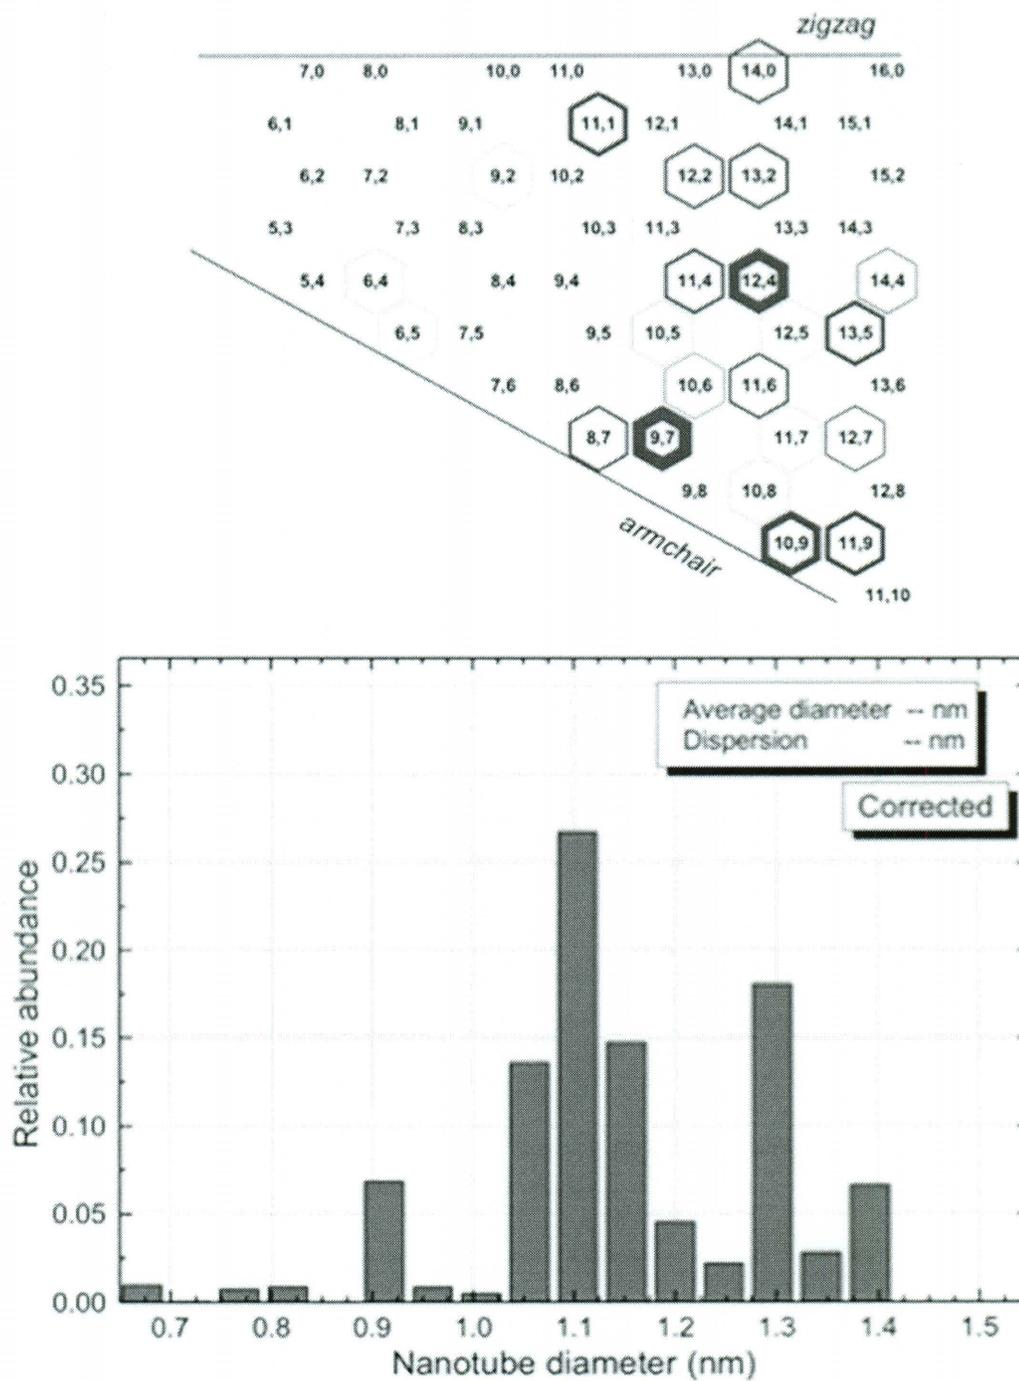 zigzag
7,0 8,0 10,0 11,0 13,0 14,0 16,0
6,1 8,1 9,1 11,1 12,1 14,1 15,1
6,2 7,2 9,2 10,2 12,2 13,2 15,2
5,3 7,3 8,3 10,3 11,3 13,3 14,3
5,4 6,4 8,4 9,4 11,4 12,4 14,4
6,5 7,5 9,5 10,5 12,5 13,5
7,6 8,6 10,6 11,6 13,6
8,7 9,7 11,7 12,7
9,8 10,8 12,8
armchair
10,9 11,9
11,10
Average diameter -- nm
Dispersion -- nm
Corrected
Relative abundance
0.35
0.30
0.25
0.20
0.15
0.10
0.05
0.00
0.7 0.8 0.9 1.0 1.1 1.2 1.3 1.4 1.5
Nanotube diameter (nm)